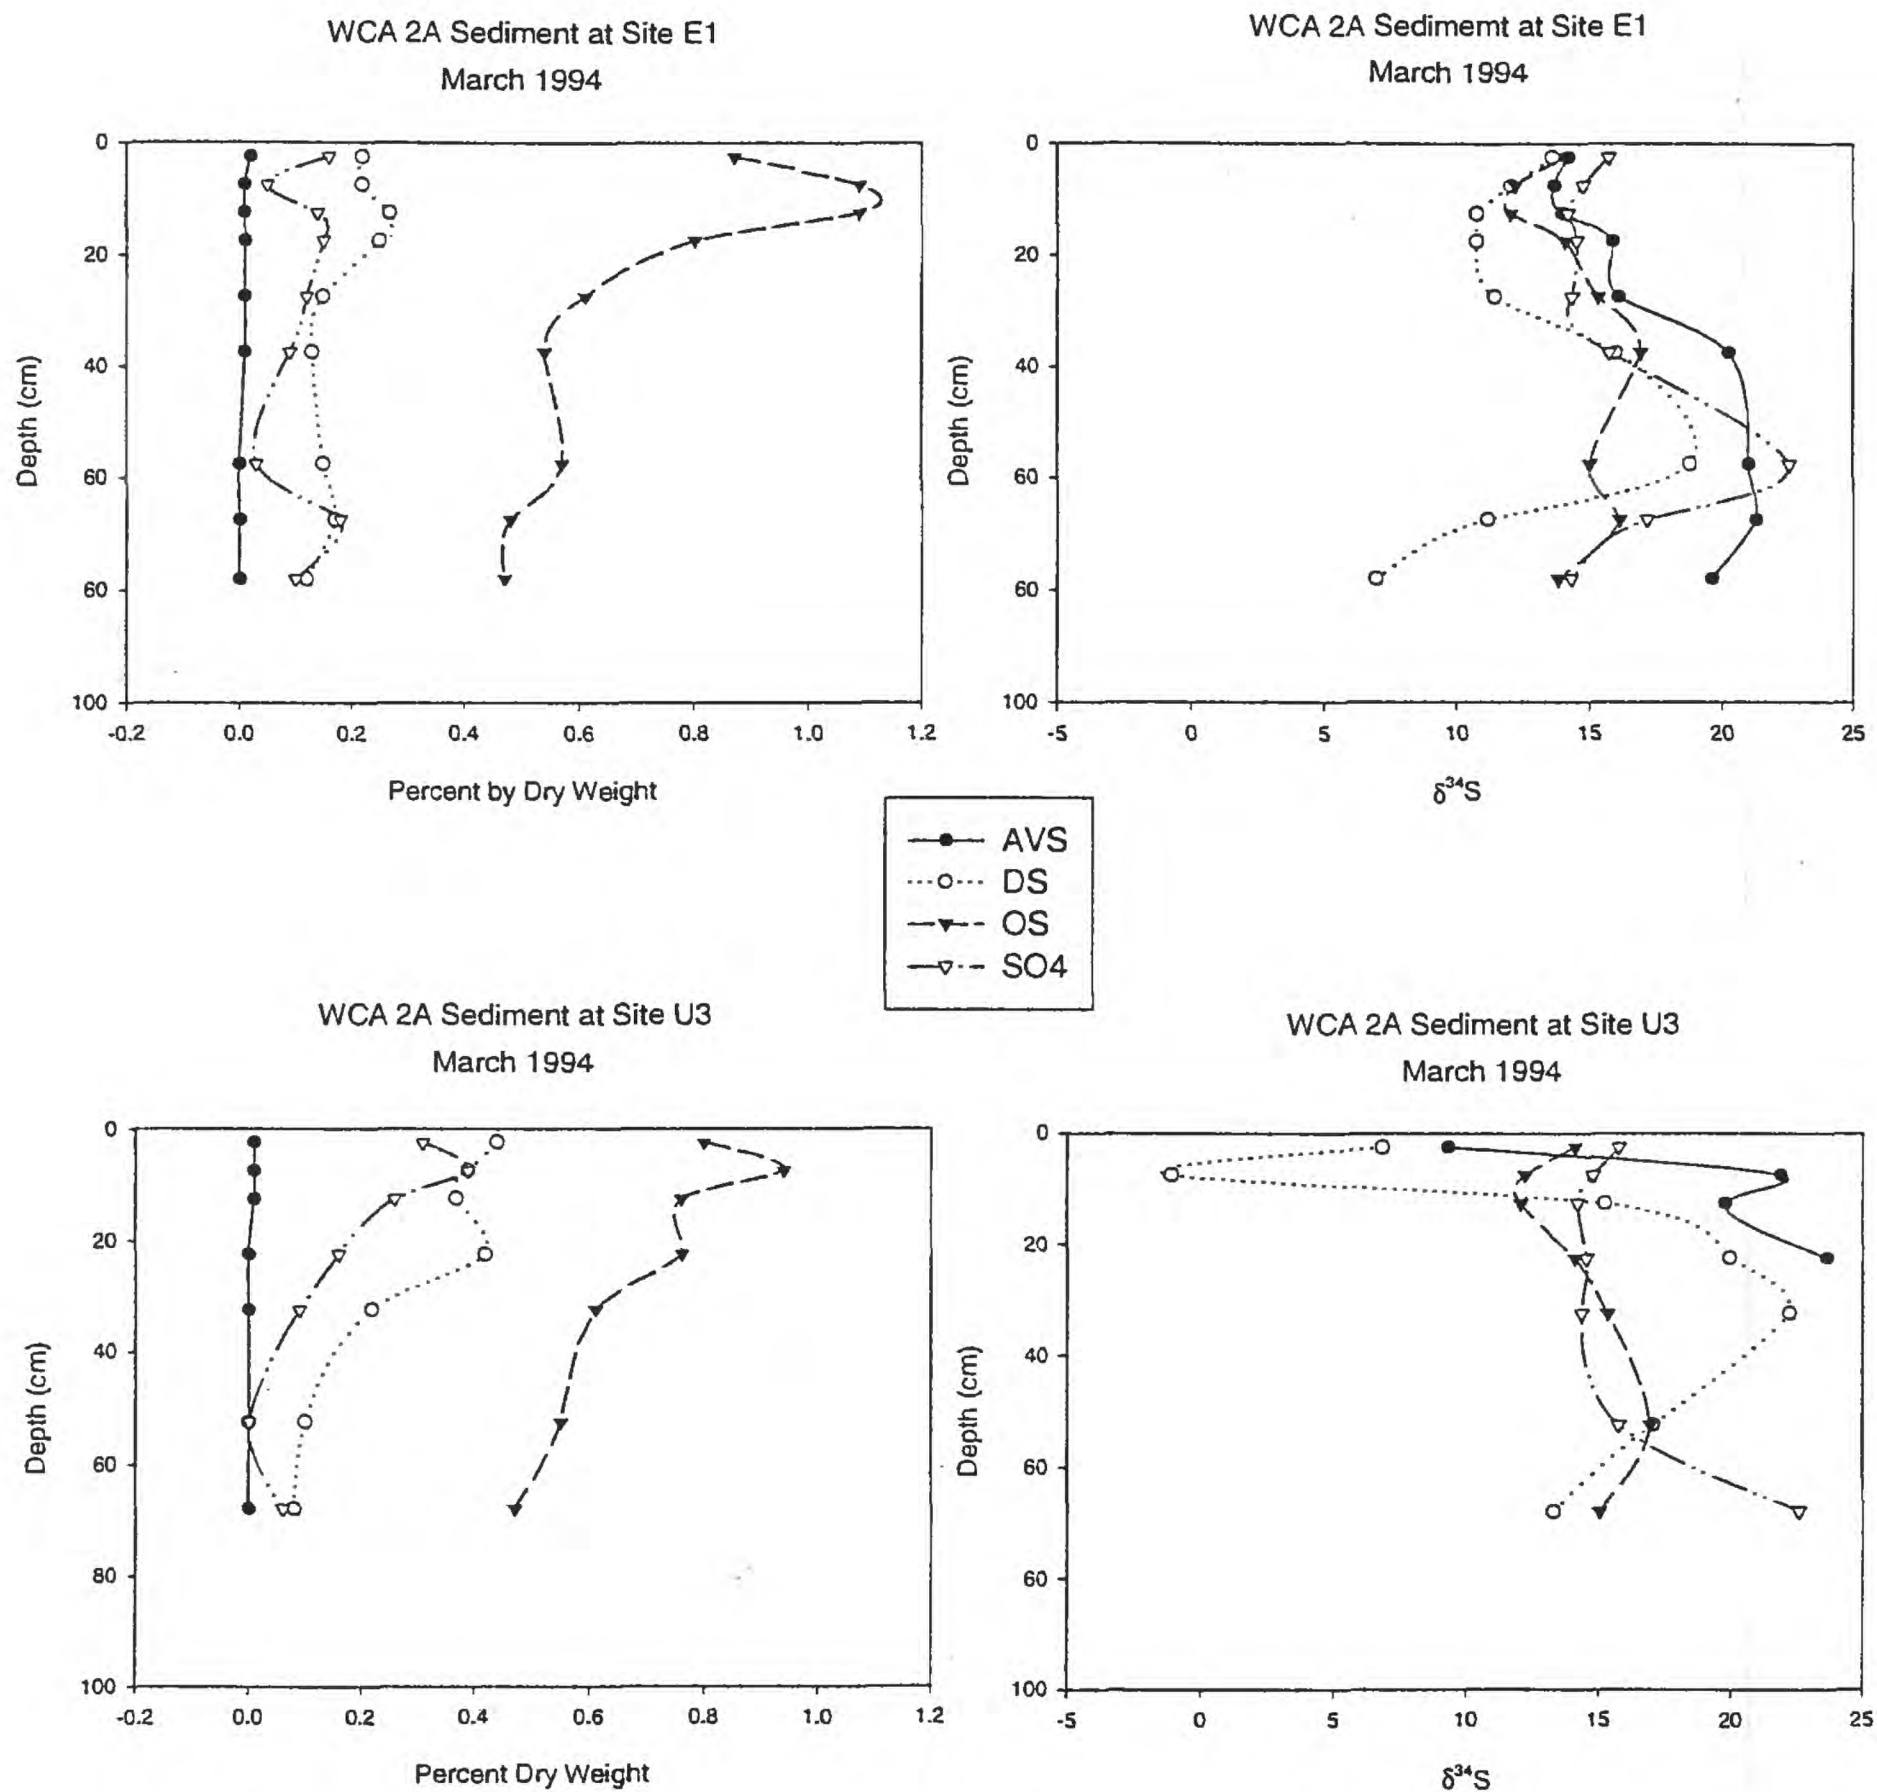 WCA 2A Sediment at Site E1
March 1994
0
20
40
60
60
100
Depth (cm)
-0.2 0.0 0.2 0.4 0.6 0.8 1.0 1.2
Percent by Dry Weight
WCA 2A Sedimemt at Site E1
March 1994
0
20
40
60
60
100
Depth (cm)
-5 0 5 10 15 20 25
δ³⁴S
AVS
DS
OS
SO4
WCA 2A Sediment at Site U3
March 1994
0
20
40
60
80
100
Depth (cm)
-0.2 0.0 0.2 0.4 0.6 0.8 1.0 1.2
Percent Dry Weight
WCA 2A Sediment at Site U3
March 1994
0
20
40
60
60
100
Depth (cm)
-5 0 5 10 15 20 25
δ³⁴S